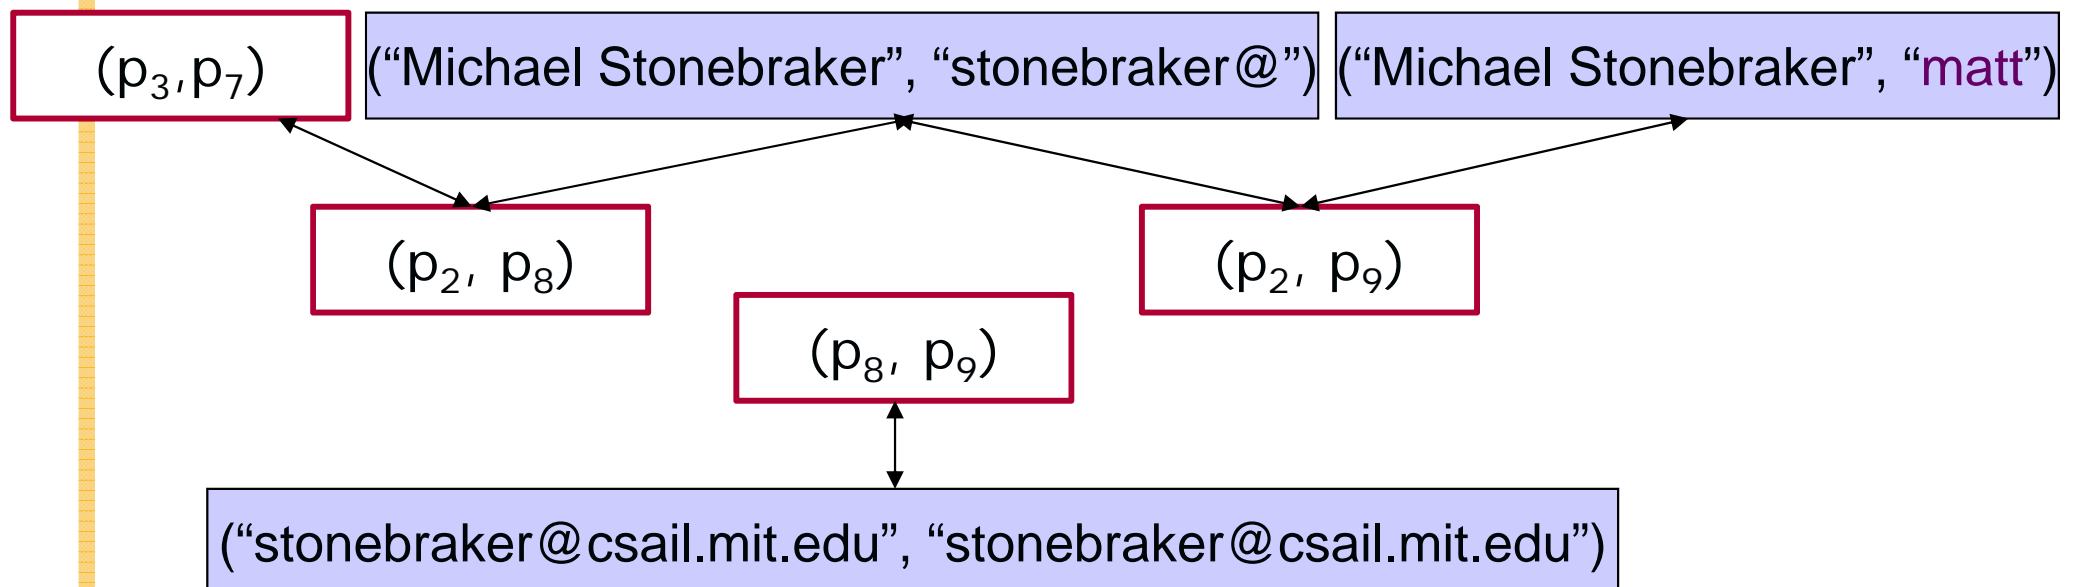 (p₃,p₇)
(“Michael Stonebraker”, “stonebraker@”)
(“Michael Stonebraker”, “matt”)
(p₂, p₈)
(p₂, p₉)
(p₈, p₉)
(“stonebraker@csail.mit.edu”, “stonebraker@csail.mit.edu”)